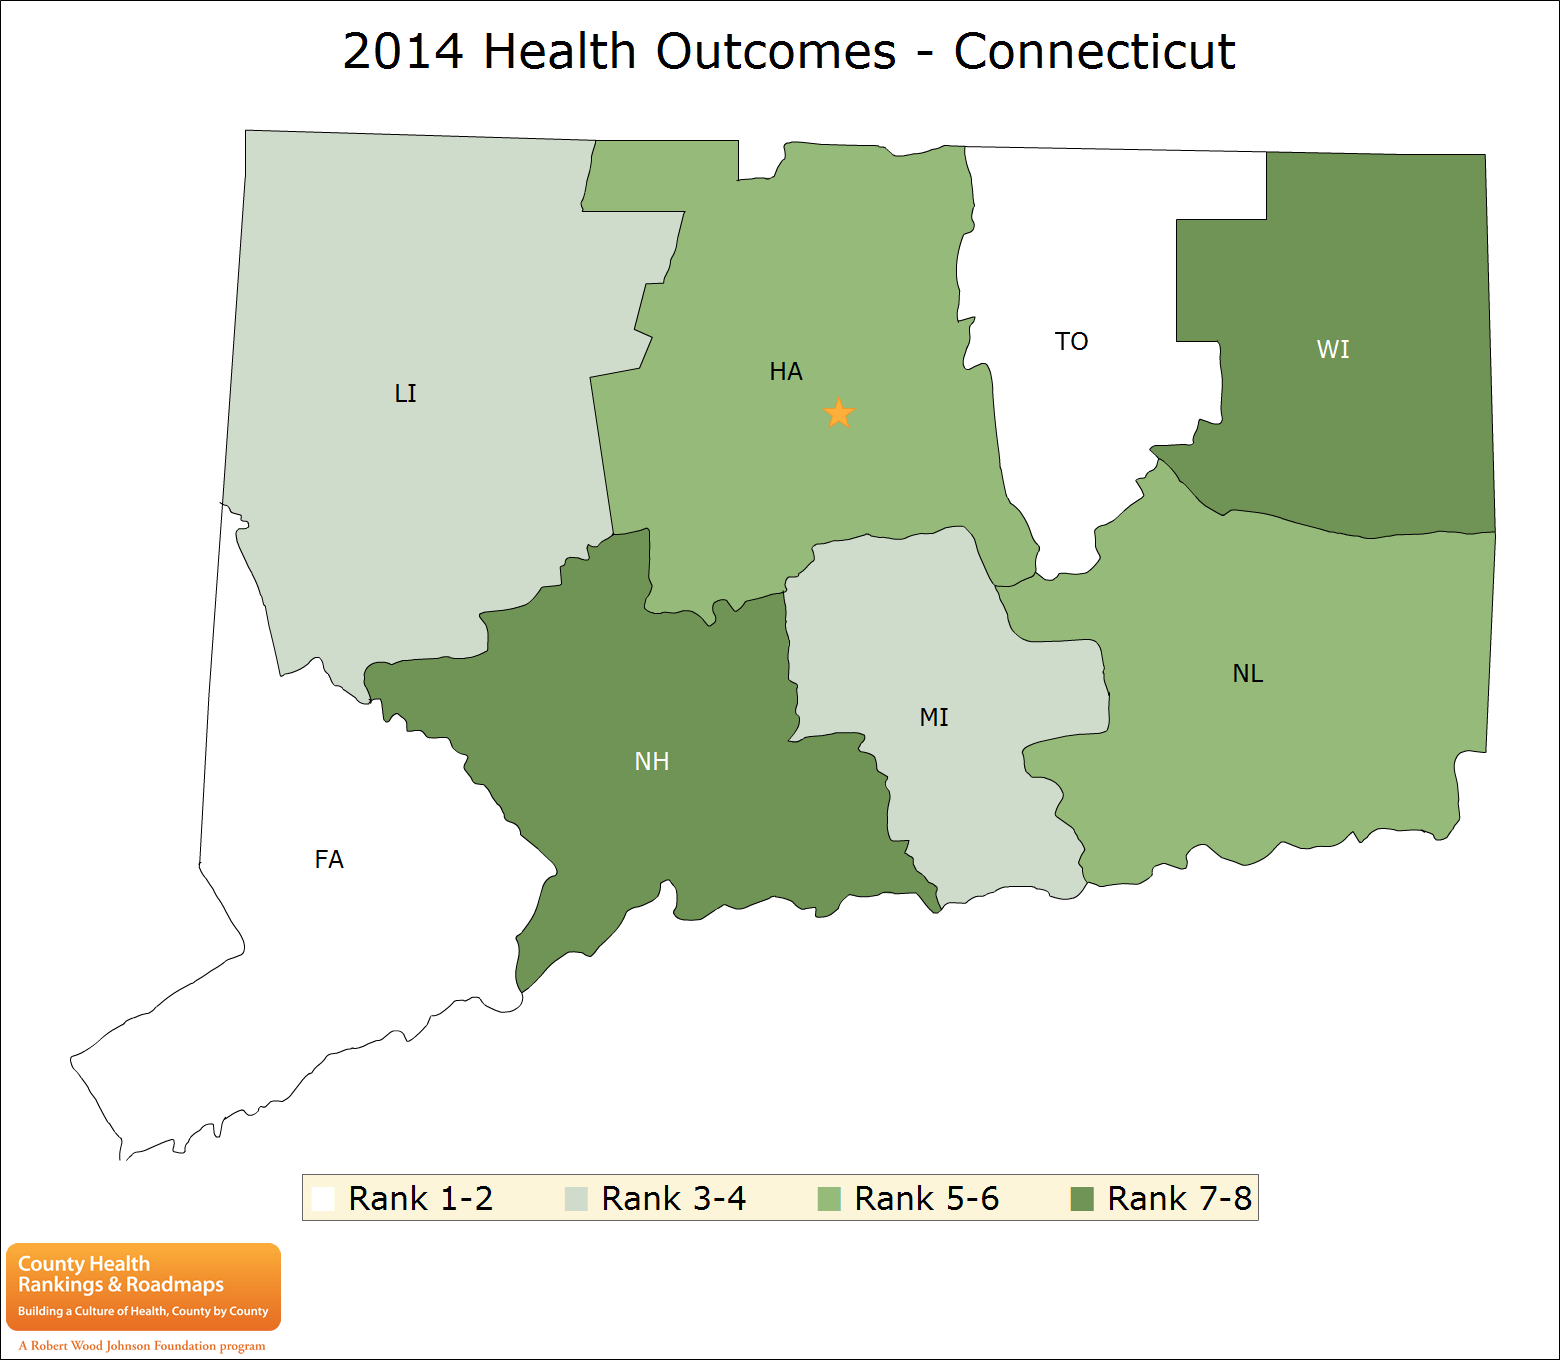 2014 Health Outcomes - Connecticut
TO
WI
HA
LI
NL
MI
NH
FA
Rank 1-2 Rank 3-4 Rank 5-6 Rank 7-8
County Health
Rankings & Roadmaps
Building a Culture of Health, County by County
A Robert Wood Johnson Foundation program